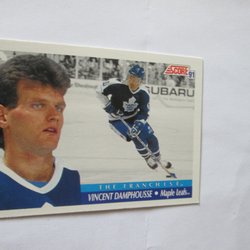 SUBARU
SCORE
91
THE FRANCHISE
VINCENT DAMPHOUSSE • Maple Leafs